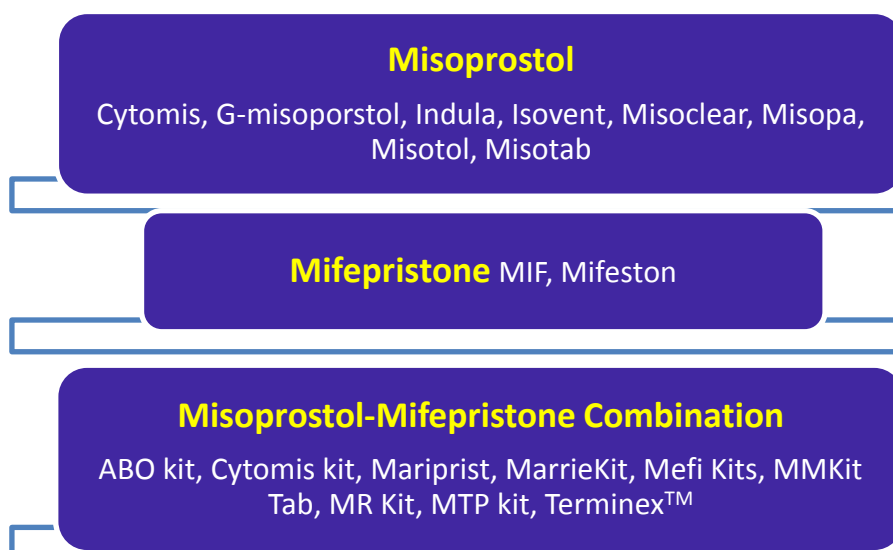 Misoprostol
Cytomis, G-misoporstol, Indula, Isovent, Misoclear, Misopa,
Misotol, Misotab
Mifepristone MIF, Mifeston
Misoprostol-Mifepristone Combination
ABO kit, Cytomis kit, Mariprist, MarrieKit, Mefi Kits, MMKit
Tab, MR Kit, MTP kit, Terminex™